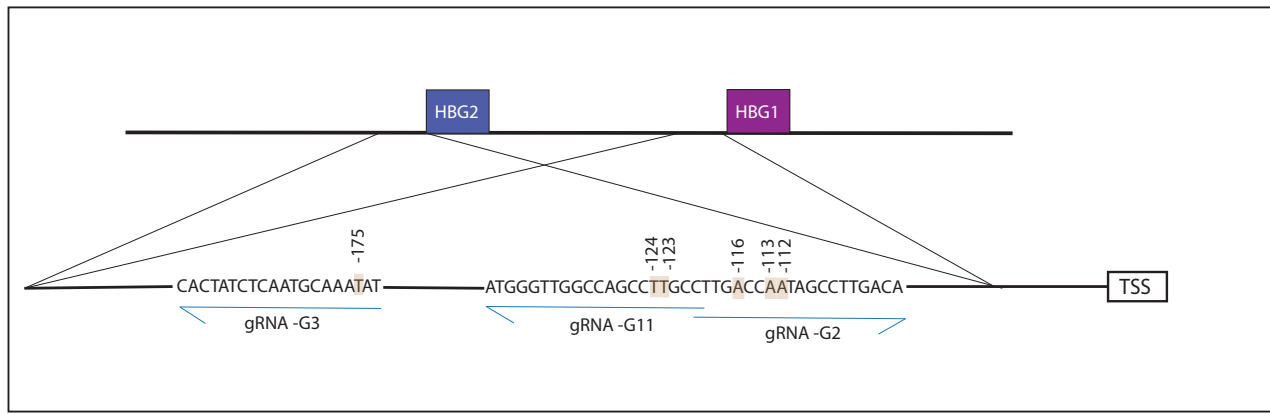 HBG2
HBG1
-175
-124
-123
-116
-113
-112
CACTATCTCAATGCAAATAT
ATGGGTTGGCCAGCCTTGCCTTGACCAATAGCCTTGACA
TSS
gRNA -G3
gRNA -G11
gRNA -G2